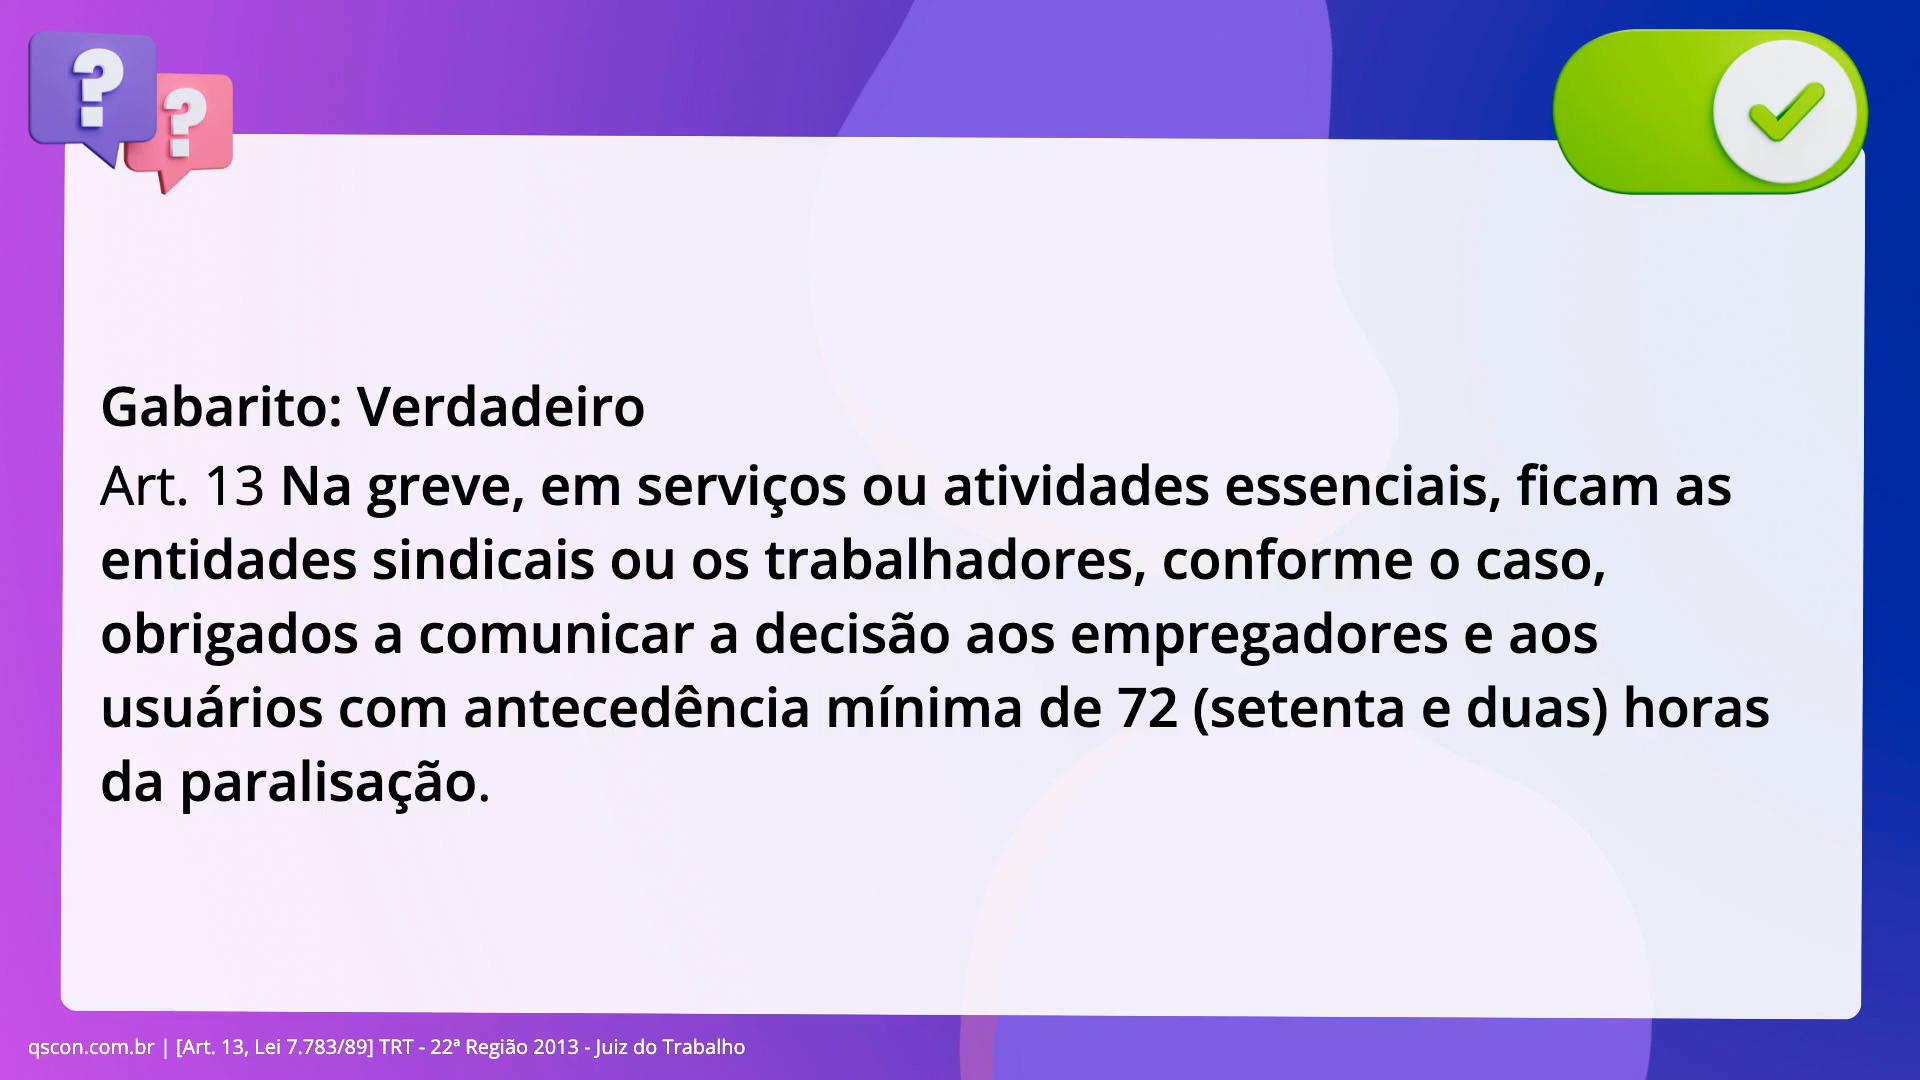 Gabarito: Verdadeiro
Art. 13 Na greve, em serviços ou atividades essenciais, ficam as
entidades sindicais ou os trabalhadores, conforme o caso,
obrigados a comunicar a decisão aos empregadores e aos
usuários com antecedência mínima de 72 (setenta e duas) horas
da paralisação.
qscon.com.br | [Art. 13, Lei 7.783/89] TRT - 22ª Região 2013 - Juiz do Trabalho